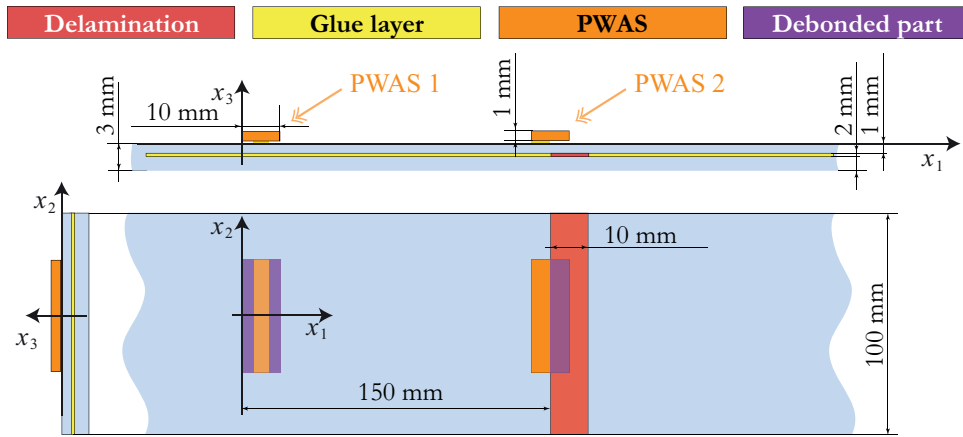 Delamination
Glue layer
PWAS
Debonded part
PWAS 1
PWAS 2
x3
10 mm
3 mm
1 mm
2 mm
1 mm
x1
x2
x2
10 mm
x3
x1
150 mm
100 mm